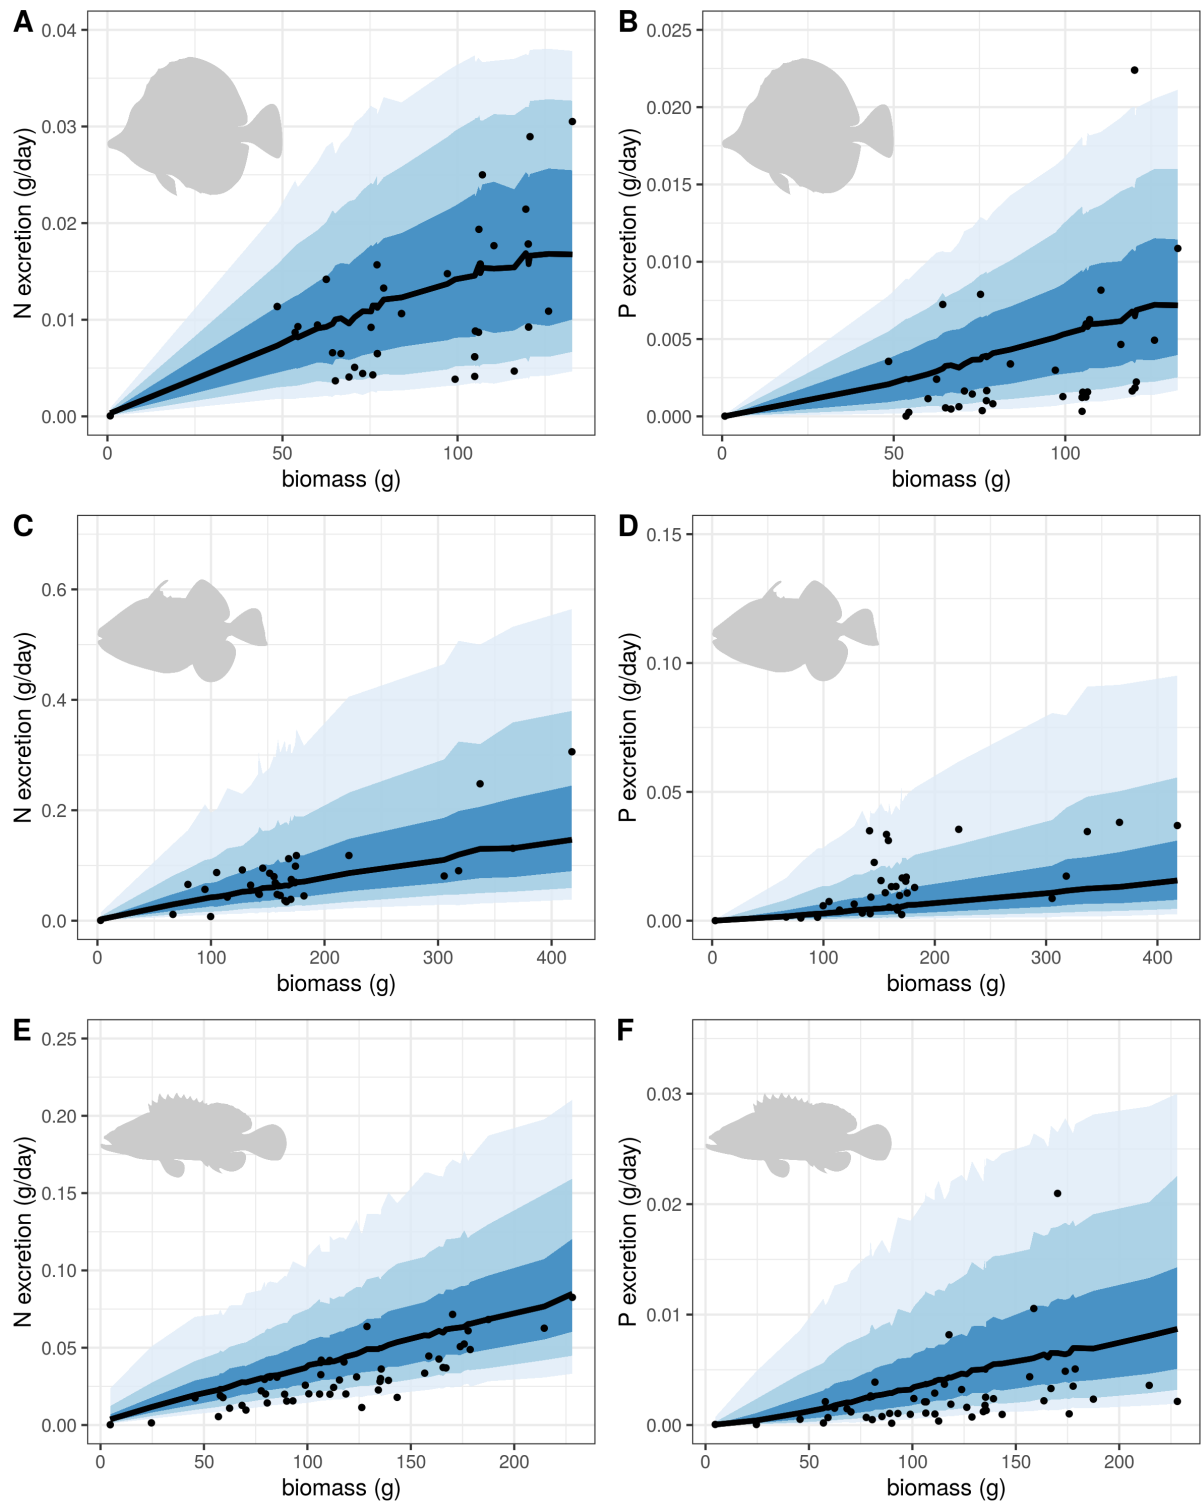 A
N excretion (g/day)
0.04
0.03
0.02
0.01
0.00
0 50 100
biomass (g)
B
P excretion (g/day)
0.025
0.020
0.015
0.010
0.005
0.000
0 50 100
biomass (g)
C
N excretion (g/day)
0.6
0.4
0.2
0.0
0 100 200 300 400
biomass (g)
D
P excretion (g/day)
0.15
0.10
0.05
0.00
0 100 200 300 400
biomass (g)
E
N excretion (g/day)
0.25
0.20
0.15
0.10
0.05
0.00
0 50 100 150 200
biomass (g)
F
P excretion (g/day)
0.03
0.02
0.01
0.00
0 50 100 150 200
biomass (g)